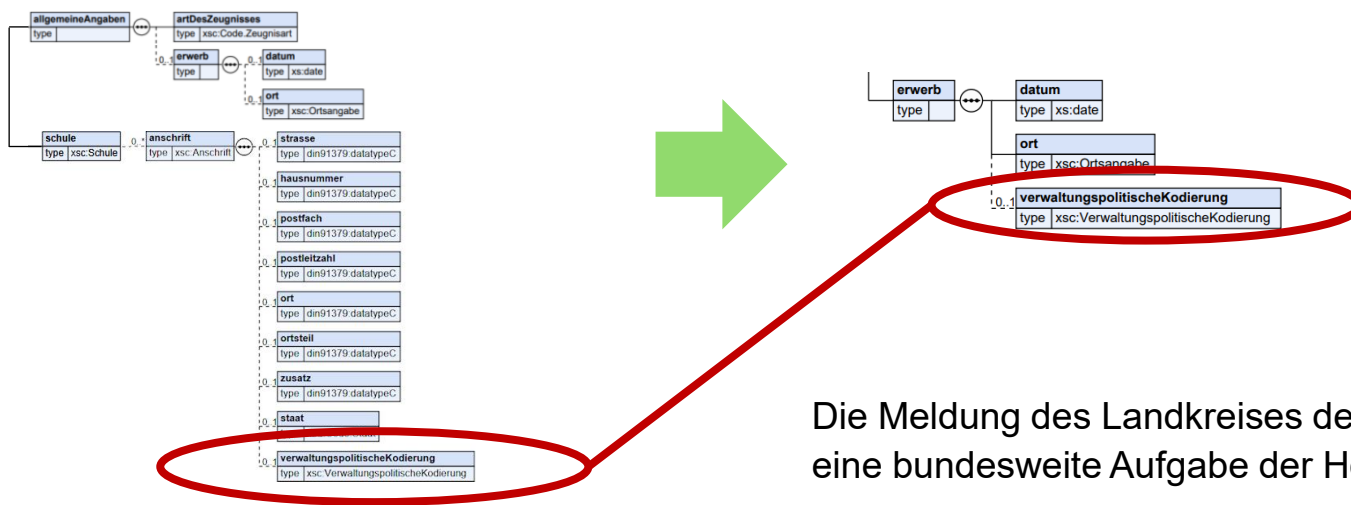 allgemeineAngaben
type
artDesZeugnisses
type xsc:Code.Zeugnisart
0..1 erwerb
type
0..1 datum
type xs:date
0..1 ort
type xsc:Ortsangabe
schule
type xsc:Schule
0..* anschrift
type xsc:Anschrift
0..1 strasse
type din91379:datatypeC
0..1 hausnummer
type din91379:datatypeC
0..1 postfach
type din91379:datatypeC
0..1 postleitzahl
type din91379:datatypeC
0..1 ort
type din91379:datatypeC
0..1 ortsteil
type din91379:datatypeC
0..1 zusatz
type din91379:datatypeC
0..1 staat
type
0..1 verwaltungspolitischeKodierung
type xsc:VerwaltungspolitischeKodierung
erwerb
type
datum
type xs:date
ort
type xsc:Ortsangabe
0..1 verwaltungspolitischeKodierung
type xsc:VerwaltungspolitischeKodierung
Die Meldung des Landkreises de
eine bundesweite Aufgabe der H